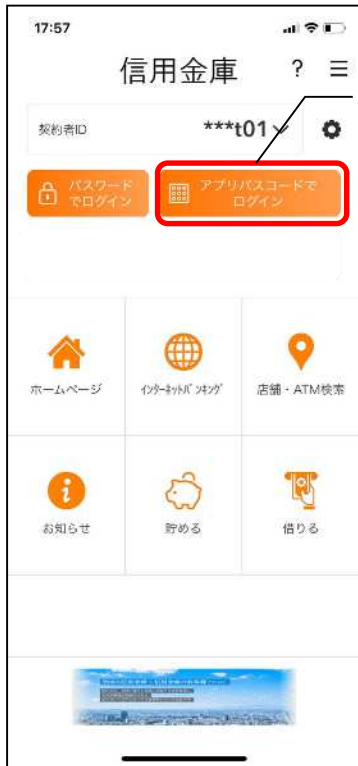 17:57
信用金庫 ?
契約者ID ***t01
パスワード
でログイン
アプリパスコードで
ログイン
ホームページ
インターネットバンキング
店舗・ATM検索
お知らせ
貯める
借りる